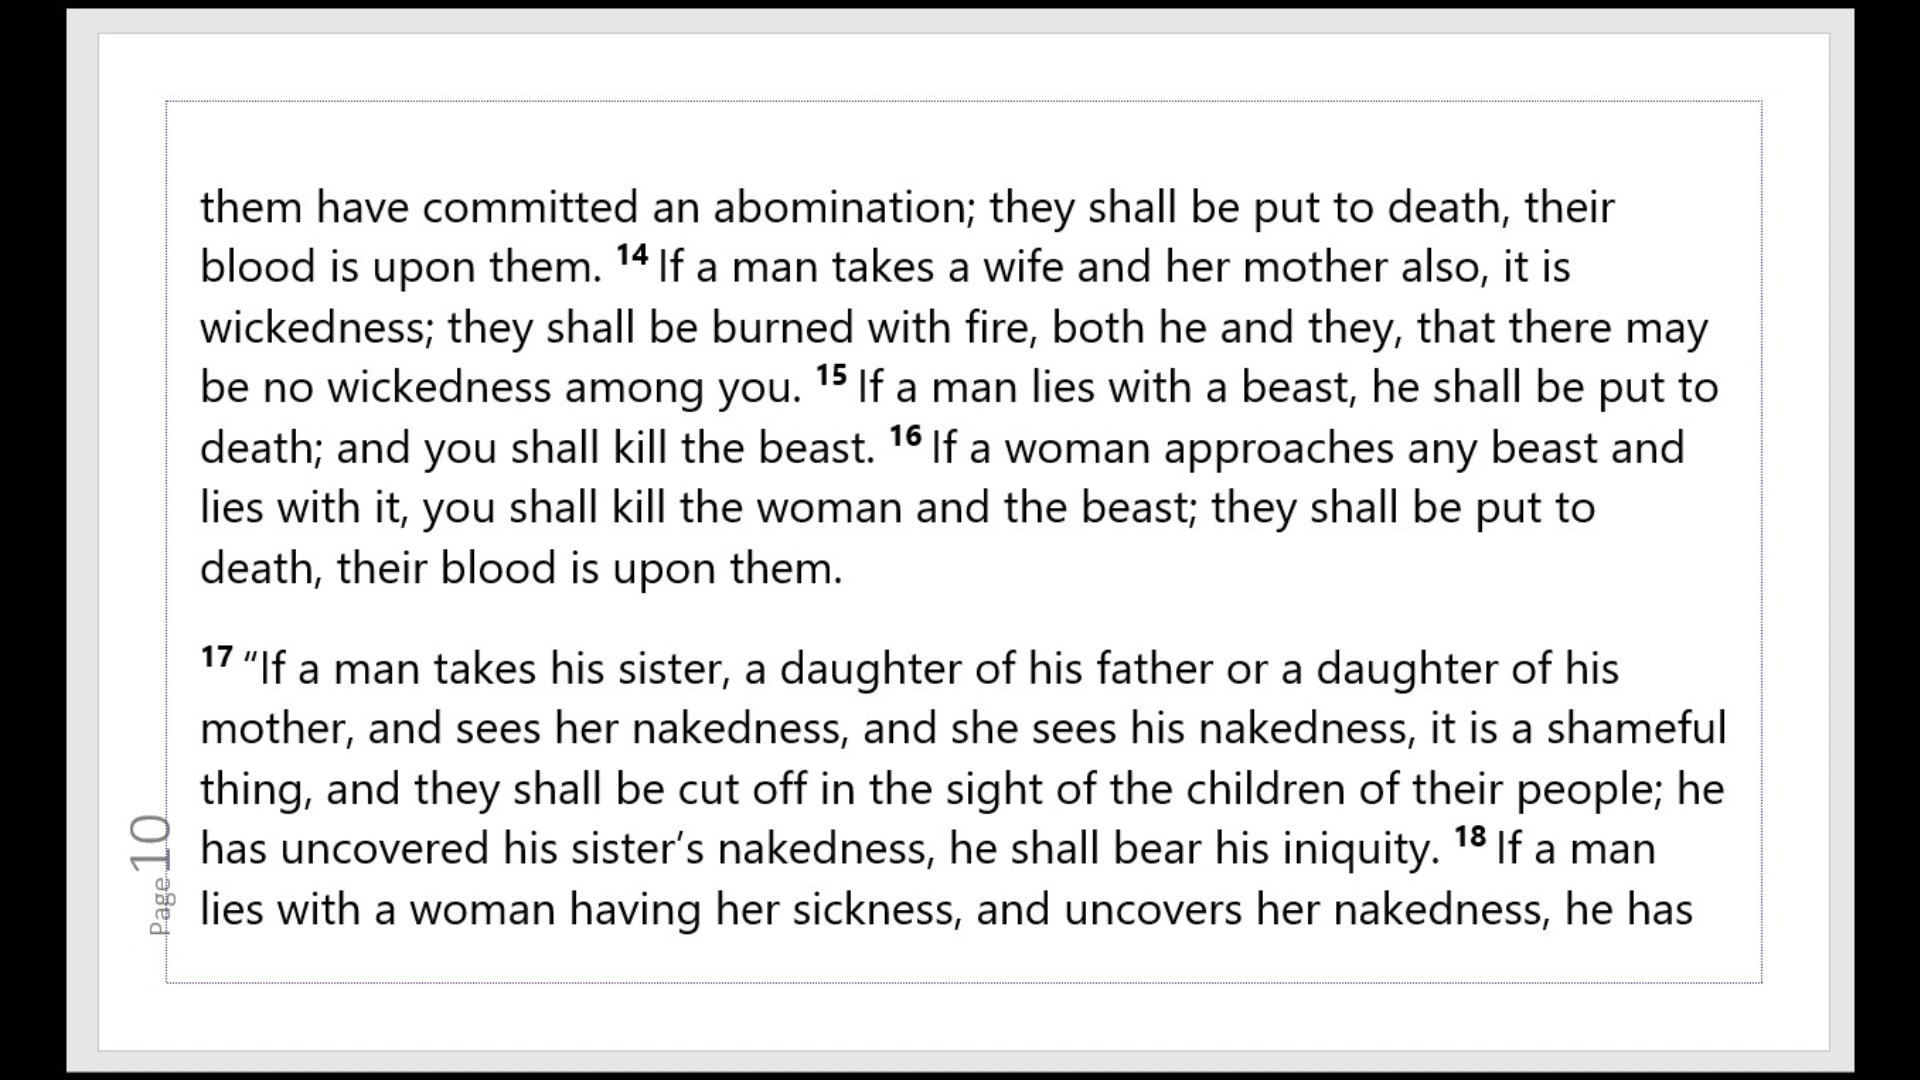 them have committed an abomination; they shall be put to death, their
blood is upon them. 14 If a man takes a wife and her mother also, it is
wickedness; they shall be burned with fire, both he and they, that there may
be no wickedness among you. 15 If a man lies with a beast, he shall be put to
death; and you shall kill the beast. 16 If a woman approaches any beast and
lies with it, you shall kill the woman and the beast; they shall be put to
death, their blood is upon them.
17 “If a man takes his sister, a daughter of his father or a daughter of his
mother, and sees her nakedness, and she sees his nakedness, it is a shameful
thing, and they shall be cut off in the sight of the children of their people; he
has uncovered his sister’s nakedness, he shall bear his iniquity. 18 If a man
lies with a woman having her sickness, and uncovers her nakedness, he has
Page 10